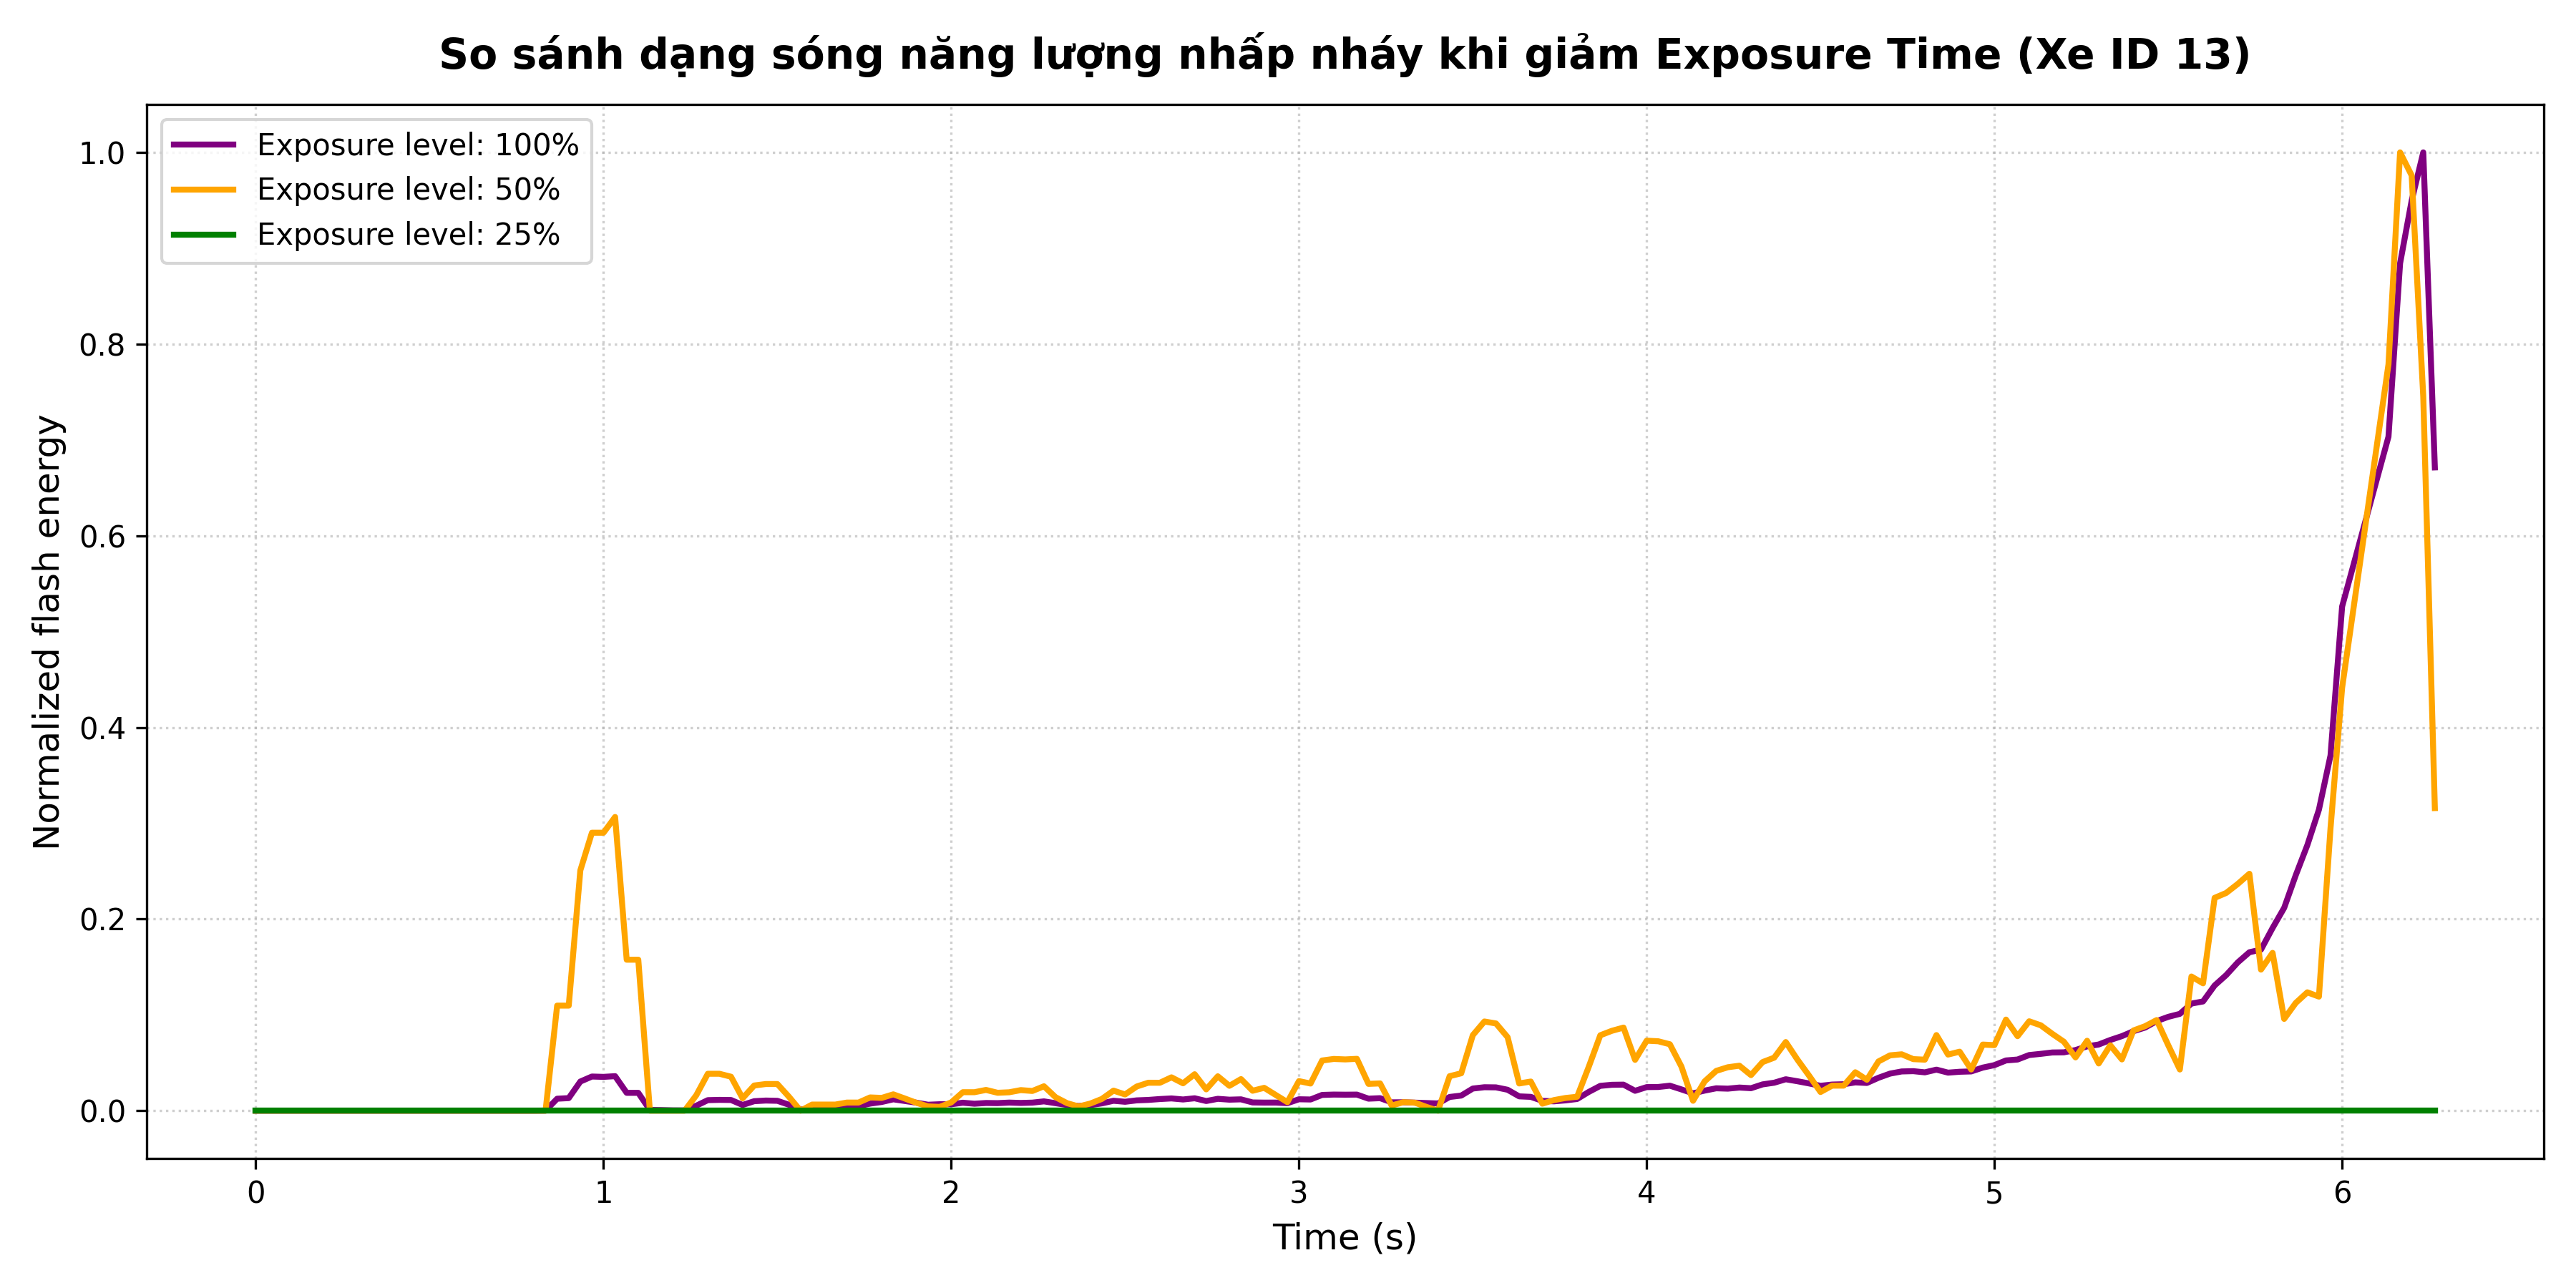 So sánh dạng sóng năng lượng nhấp nháy khi giảm Exposure Time (Xe ID 13)
Exposure level: 100%
Exposure level: 50%
Exposure level: 25%
Normalized flash energy
1.0
0.8
0.6
0.4
0.2
0.0
0 1 2 3 4 5 6
Time (s)